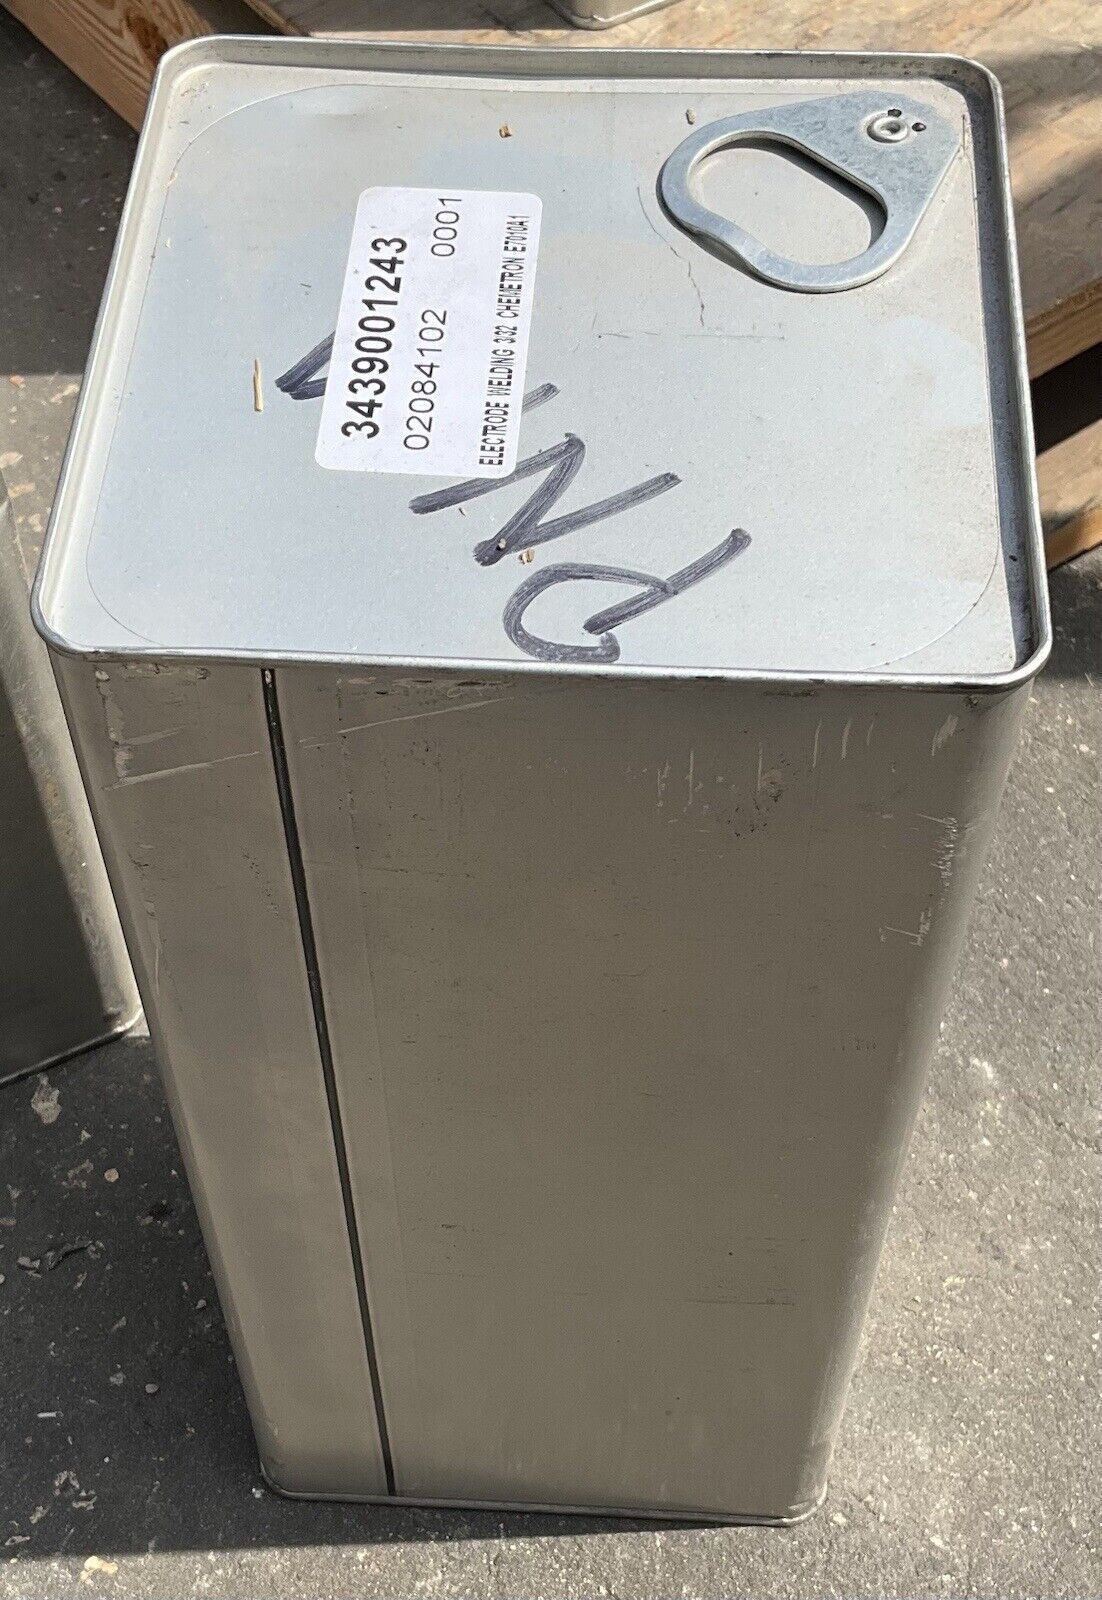 3439001243
02084102 0001
ELECTRODE WELDING 332 CHEMETRON E7010A1